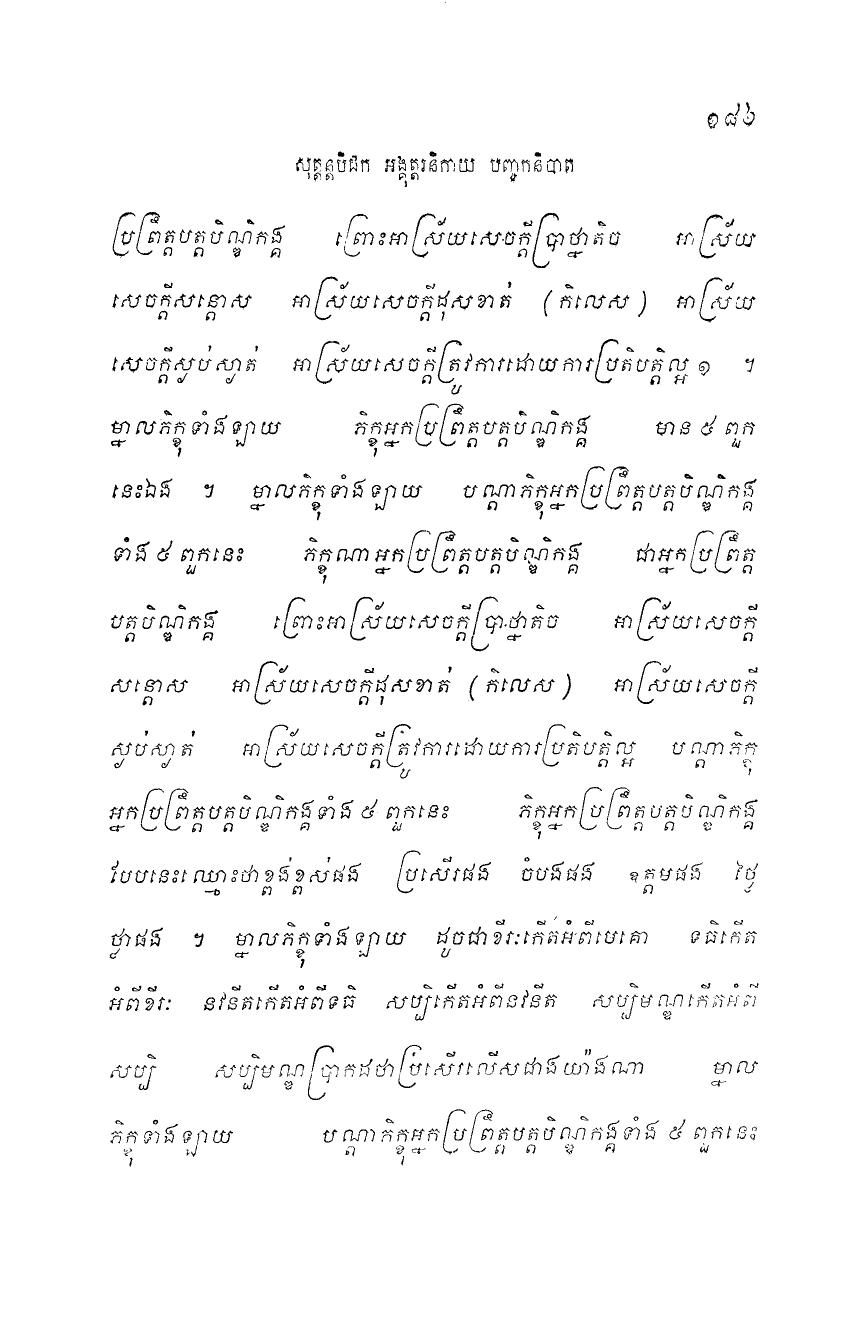 ១៨៦
សុត្តន្តបិដក អង្គុត្តរនិកាយ បញ្ចកនិបាត
ប្រព្រឹត្តបត្តបិណ្ឌិកង្គ ព្រោះអាស្រ័យសេចក្តីប្រាថ្នាតិច អាស្រ័យ
សេចក្តីសន្តោស អាស្រ័យសេចក្តីដុសខាត់ (កិលេស) អាស្រ័យ
សេចក្តីស្ងប់ស្ងាត់ អាស្រ័យសេចក្តីត្រូវការដោយការប្រតិបត្តិល្អ ១ ។
ម្នាលភិក្ខុទាំងឡាយ ភិក្ខុអ្នកប្រព្រឹត្តបត្តបិណ្ឌិកង្គ មាន ៥ ពួក
នេះឯង ។ ម្នាលភិក្ខុទាំងឡាយ បណ្តាភិក្ខុអ្នកប្រព្រឹត្តបត្តបិណ្ឌិកង្គ
ទាំង ៥ ពួកនេះ ភិក្ខុណាអ្នកប្រព្រឹត្តបត្តបិណ្ឌិកង្គ ជាអ្នកប្រព្រឹត្ត
បត្តបិណ្ឌិកង្គ ព្រោះអាស្រ័យសេចក្តីប្រាថ្នាតិច អាស្រ័យសេចក្តី
សន្តោស អាស្រ័យសេចក្តីដុសខាត់ (កិលេស) អាស្រ័យសេចក្តី
ស្ងប់ស្ងាត់ អាស្រ័យសេចក្តីត្រូវការដោយការប្រតិបត្តិល្អ បណ្តាភិក្ខុ
អ្នកប្រព្រឹត្តបត្តបិណ្ឌិកង្គទាំង ៥ ពួកនេះ ភិក្ខុអ្នកប្រព្រឹត្តបត្តបិណ្ឌិកង្គ
បែបនេះឈ្មោះថាខ្ពង់ខ្ពស់ផង ប្រសើរផង ចំបងផង ឧត្តមផង ថ្លៃ
ថ្លាផង ។ ម្នាលភិក្ខុទាំងឡាយ ដូចជាខីរៈកើតអំពីមេគោ ទធិកើត
អំពីខីរៈ នវនីតកើតអំពីទធិ សប្បិកើតអំពីនវនីត សប្បិមណ្ឌកើតអំពី
សប្បិ សប្បិមណ្ឌប្រាកដថាប្រសើរលើសជាងយ៉ាងណា ម្នាល
ភិក្ខុទាំងឡាយ បណ្តាភិក្ខុអ្នកប្រព្រឹត្តបត្តបិណ្ឌិកង្គទាំង ៥ ពួកនេះ